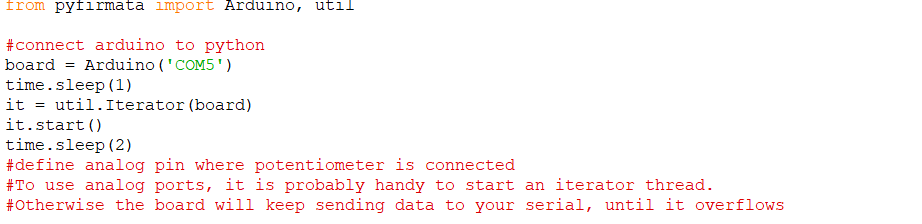 from pyfirmata import Arduino, util
#connect arduino to python
board = Arduino('COM5')
time.sleep(1)
it = util.Iterator(board)
it.start()
time.sleep(2)
#define analog pin where potentiometer is connected
#To use analog ports, it is probably handy to start an iterator thread.
#Otherwise the board will keep sending data to your serial, until it overflows